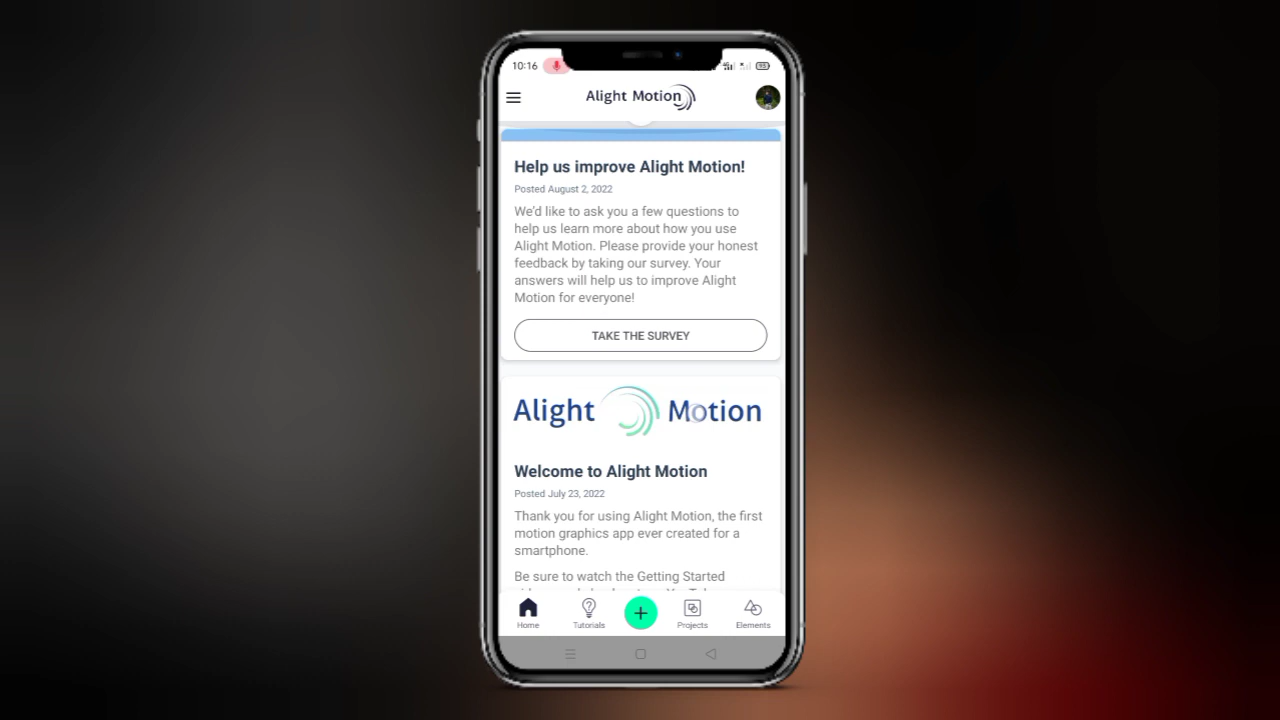 10:16
95
Alight Motion
Help us improve Alight Motion!
Posted August 2, 2022
We'd like to ask you a few questions to
help us learn more about how you use
Alight Motion. Please provide your honest
feedback by taking our survey. Your
answers will help us to improve Alight
Motion for everyone!
TAKE THE SURVEY
Alight Motion
Welcome to Alight Motion
Posted July 23, 2022
Thank you for using Alight Motion, the first
motion graphics app ever created for a
smartphone.
Be sure to watch the Getting Started
Home
Tutorials
Projects
Elements